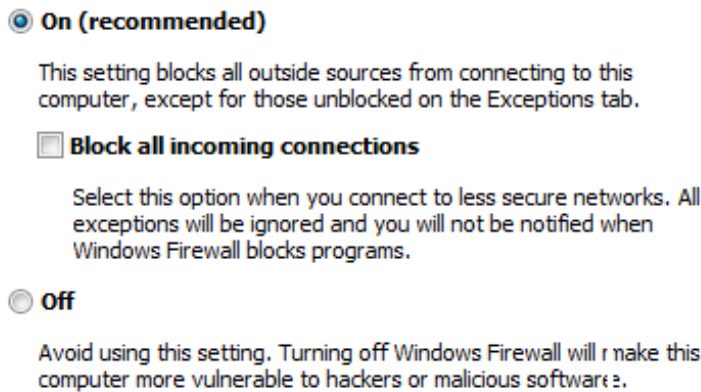 On (recommended)
This setting blocks all outside sources from connecting to this
computer, except for those unblocked on the Exceptions tab.
Block all incoming connections
Select this option when you connect to less secure networks. All
exceptions will be ignored and you will not be notified when
Windows Firewall blocks programs.
Off
Avoid using this setting. Turning off Windows Firewall will make this
computer more vulnerable to hackers or malicious software.